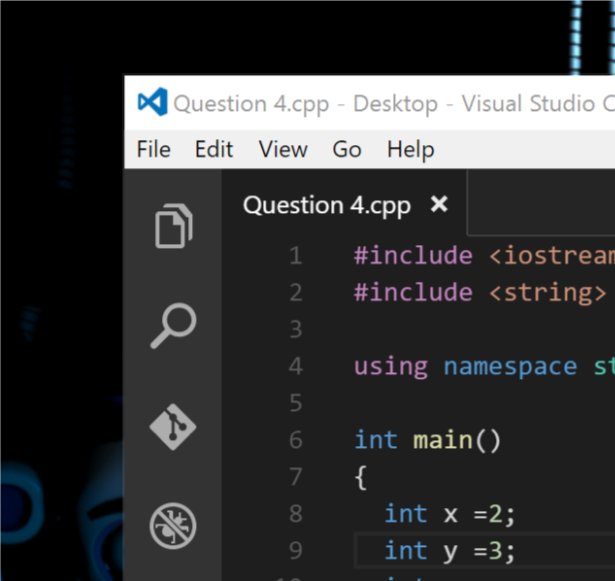 Question 4.cpp - Desktop - Visual Studio
File Edit View Go Help
Question 4.cpp
1 #include <iostream
2 #include <string>
3
4 using namespace st
5
6 int main()
7 {
8 int x =2;
9 int y =3;